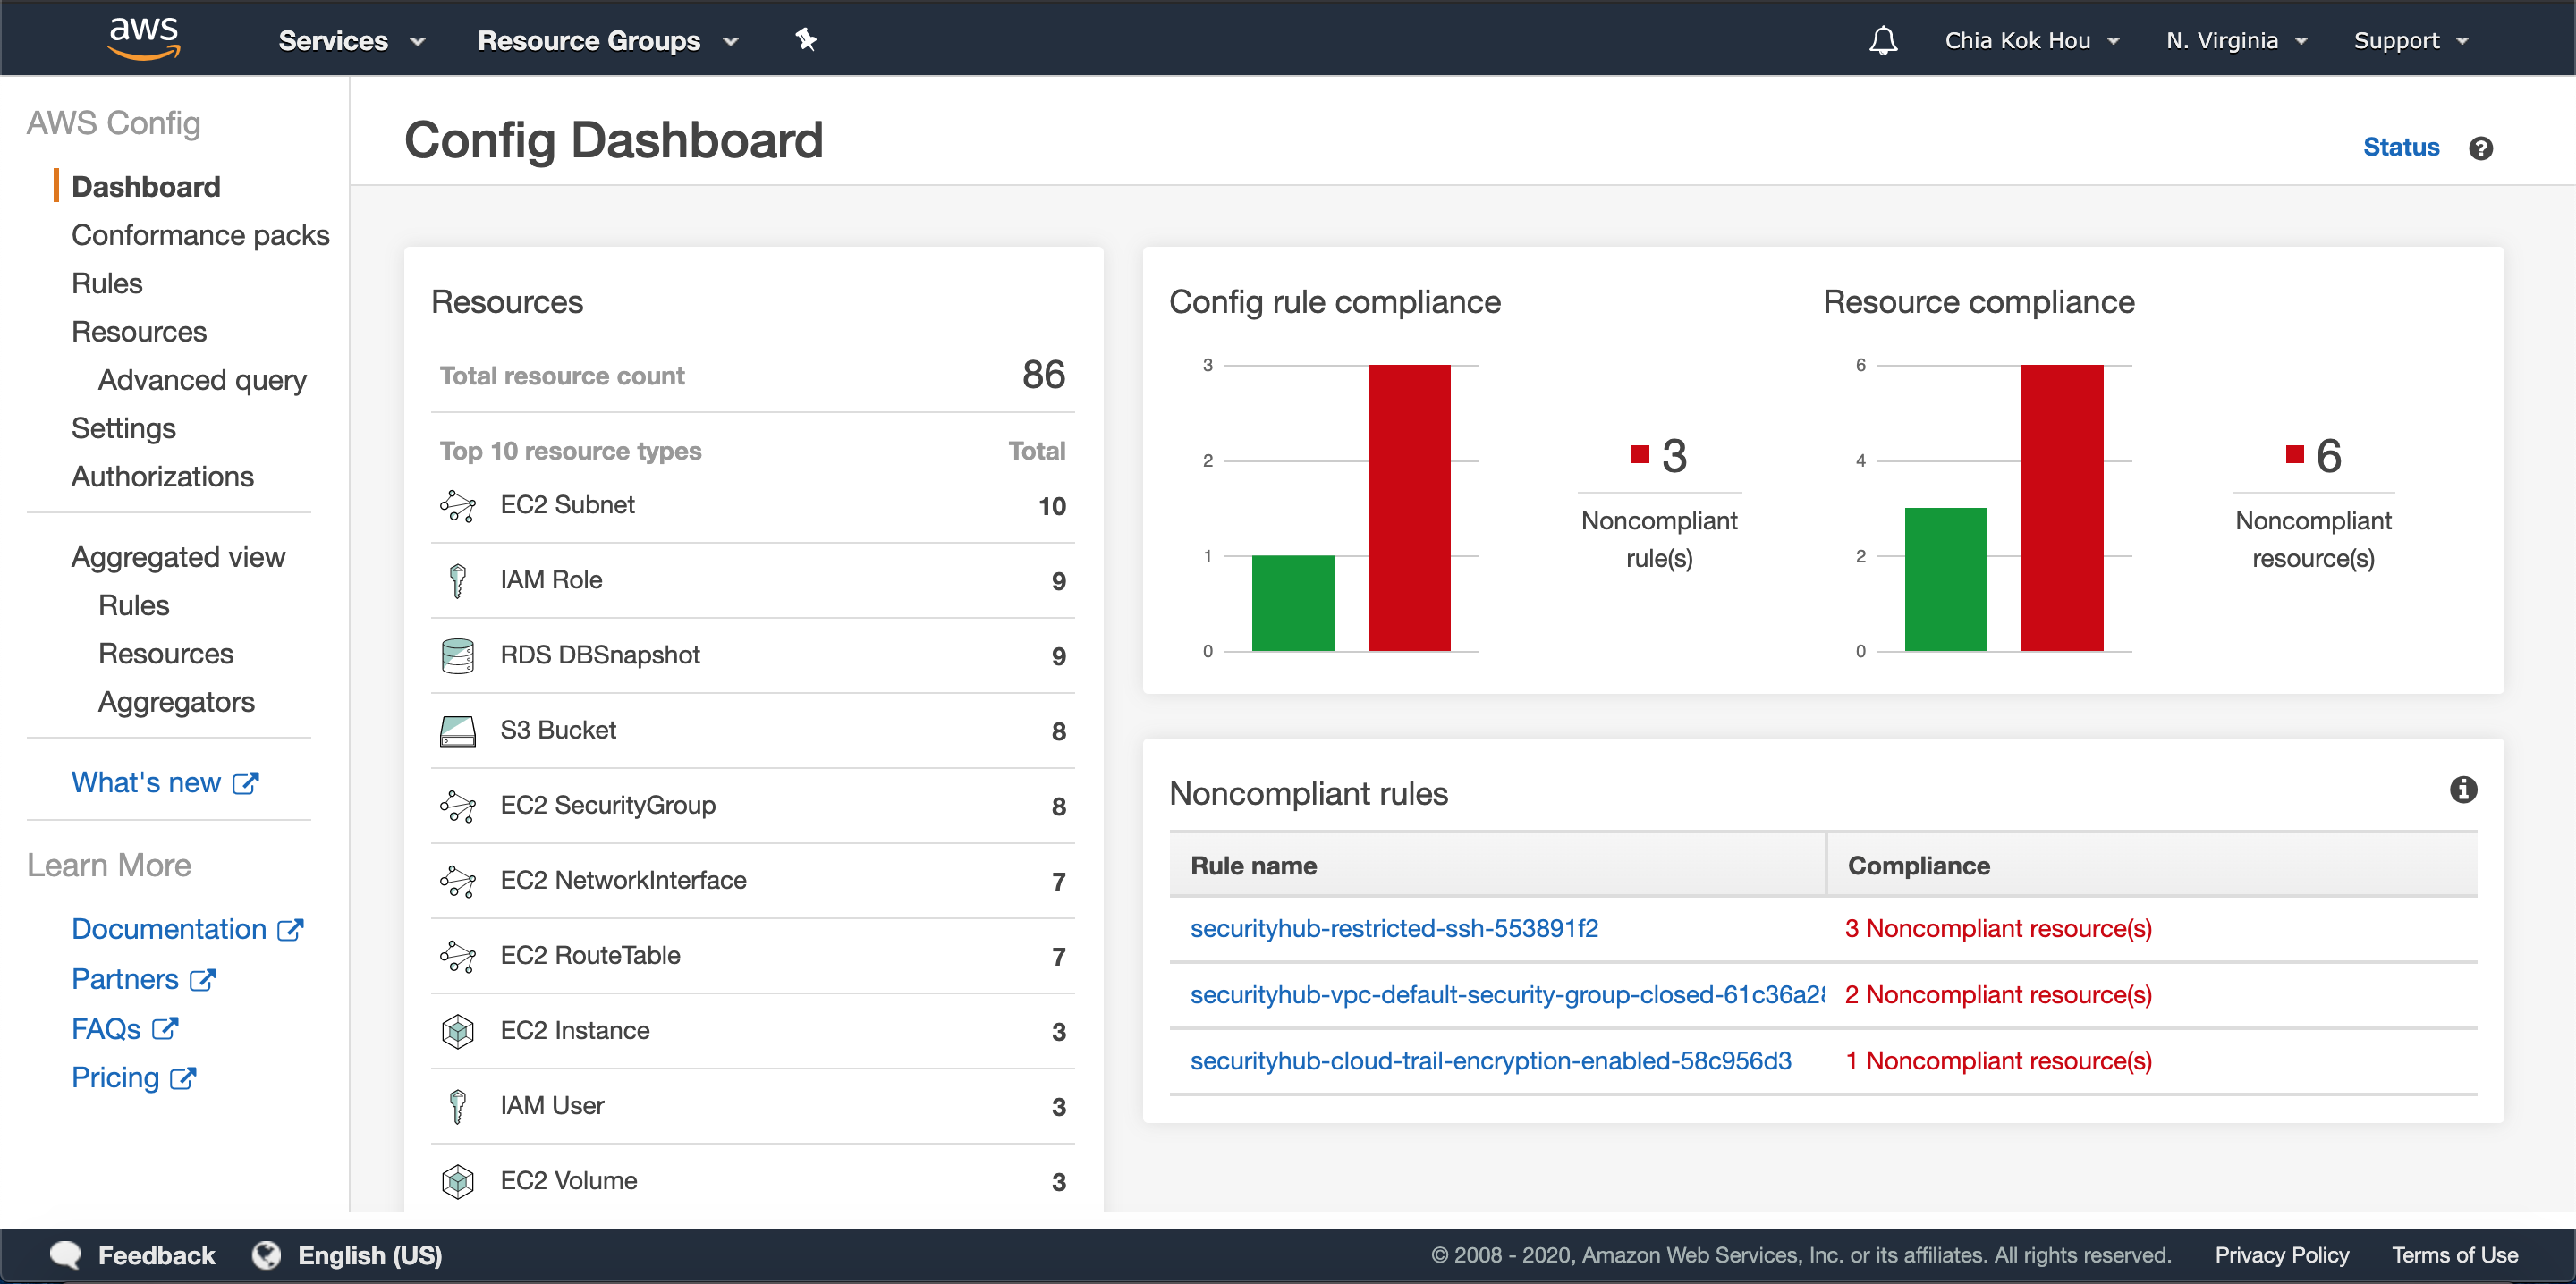 aws Services Resource Groups Chia Kok Hou N. Virginia Support
AWS Config
Dashboard
Conformance packs
Rules
Resources
Advanced query
Settings
Authorizations
Aggregated view
Rules
Resources
Aggregators
What's new
Learn More
Documentation
Partners
FAQs
Pricing
Config Dashboard
Status ?
Resources
Total resource count 86
Top 10 resource types Total
EC2 Subnet 10
IAM Role 9
RDS DBSnapshot 9
S3 Bucket 8
EC2 SecurityGroup 8
EC2 NetworkInterface 7
EC2 RouteTable 7
EC2 Instance 3
IAM User 3
EC2 Volume 3
Config rule compliance
3
2
1
0
3
Noncompliant
rule(s)
Resource compliance
6
4
2
0
6
Noncompliant
resource(s)
Noncompliant rules i
Rule name Compliance
securityhub-restricted-ssh-553891f2 3 Noncompliant resource(s)
securityhub-vpc-default-security-group-closed-61c36a28 2 Noncompliant resource(s)
securityhub-cloud-trail-encryption-enabled-58c956d3 1 Noncompliant resource(s)
Feedback English (US) © 2008 - 2020, Amazon Web Services, Inc. or its affiliates. All rights reserved. Privacy Policy Terms of Use